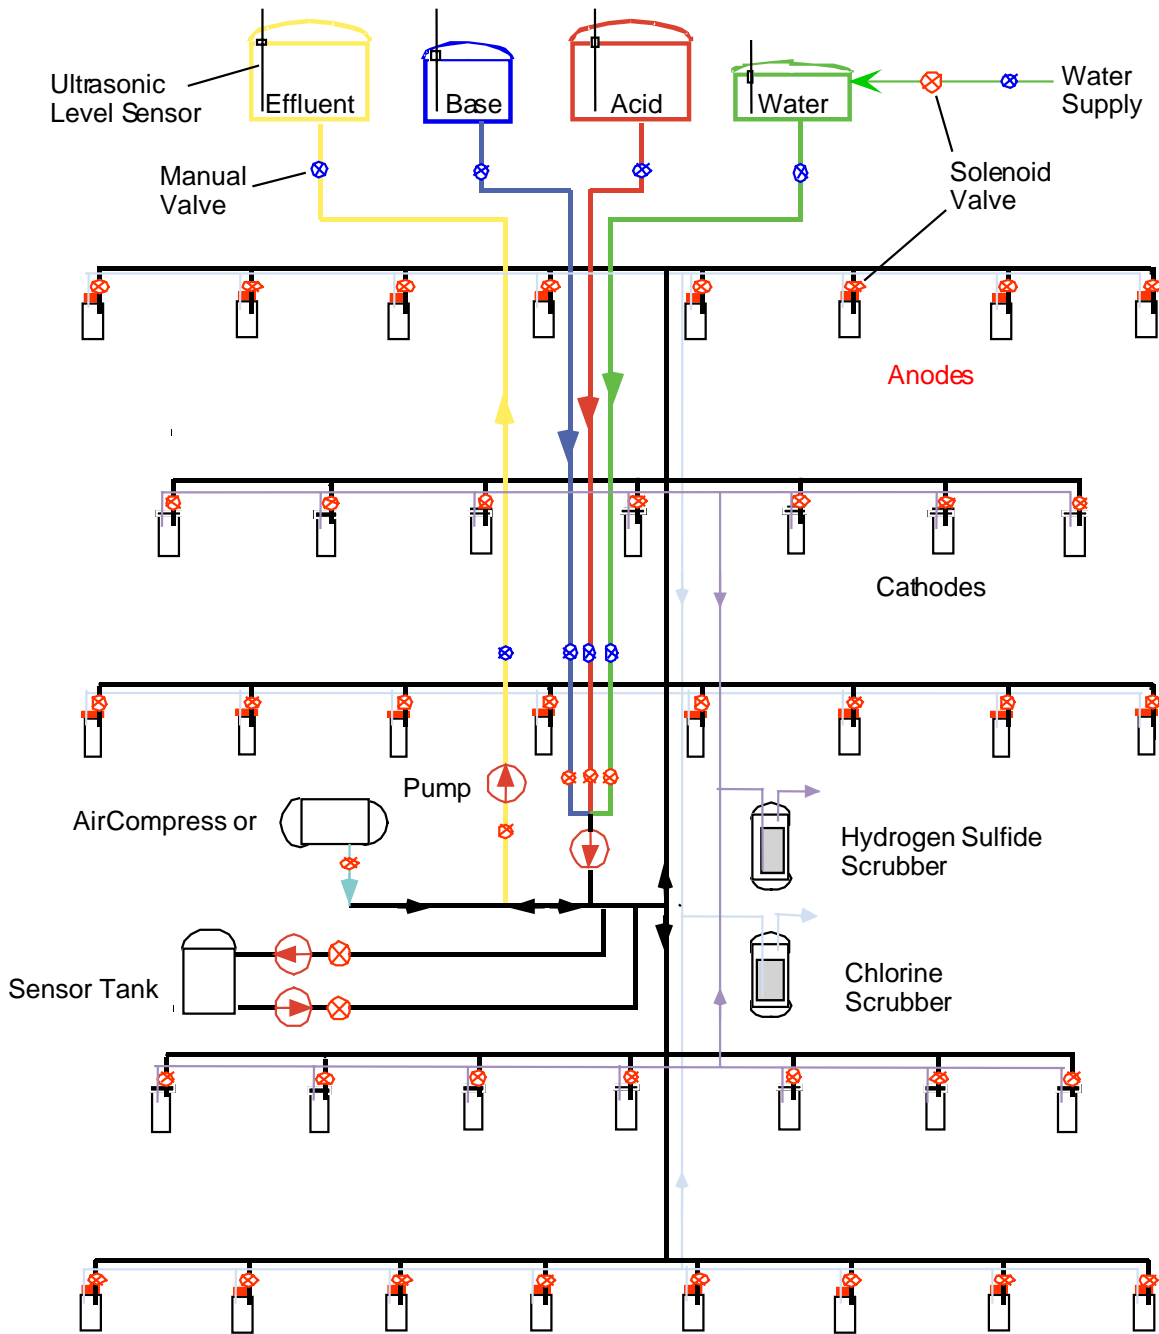 Ultrasonic
Level Sensor
Effluent
Base
Acid
Water
Water
Supply
Manual
Valve
Solenoid
Valve
Anodes
Cathodes
Pump
AirCompress or
Hydrogen Sulfide
Scrubber
Sensor Tank
Chlorine
Scrubber